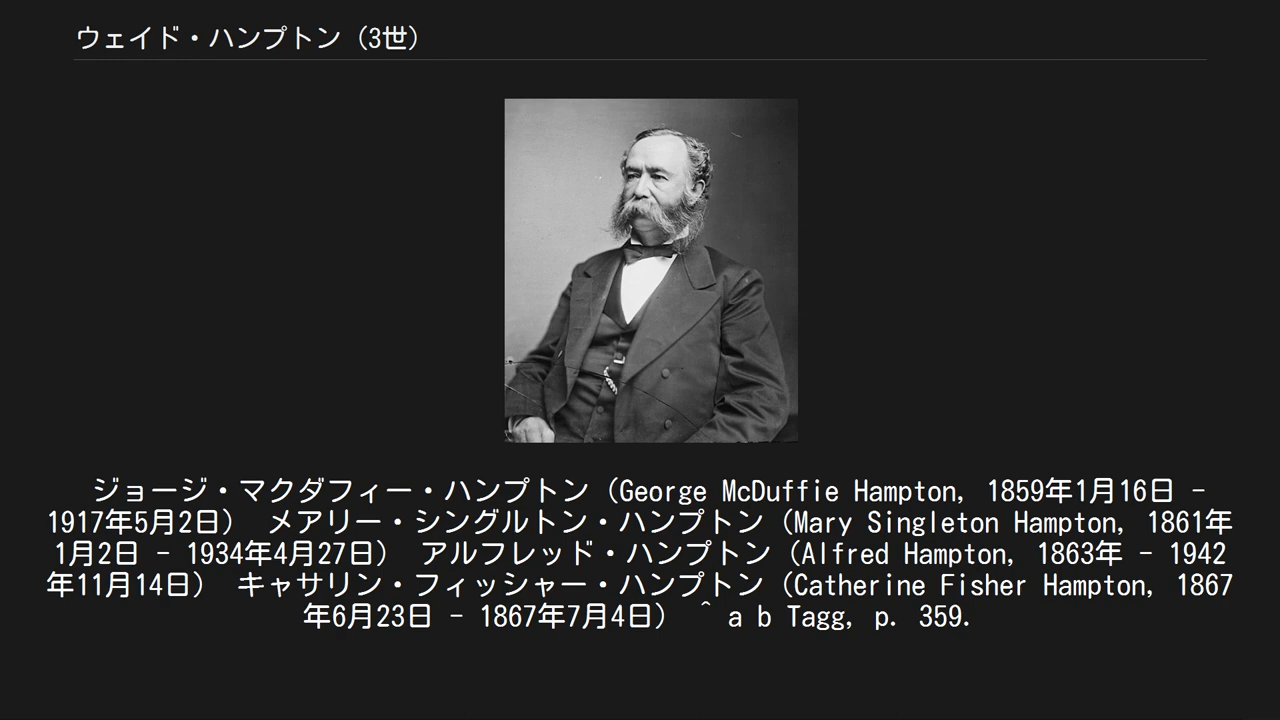 ウェイド・ハンプトン（3世）
ジョージ・マクダフィー・ハンプトン（George McDuffie Hampton, 1859年1月16日 -
1917年5月2日） メアリー・シングルトン・ハンプトン（Mary Singleton Hampton, 1861年
1月2日 - 1934年4月27日） アルフレッド・ハンプトン（Alfred Hampton, 1863年 - 1942
年11月14日） キャサリン・フィッシャー・ハンプトン（Catherine Fisher Hampton, 1867
年6月23日 - 1867年7月4日） ^ a b Tagg, p. 359.